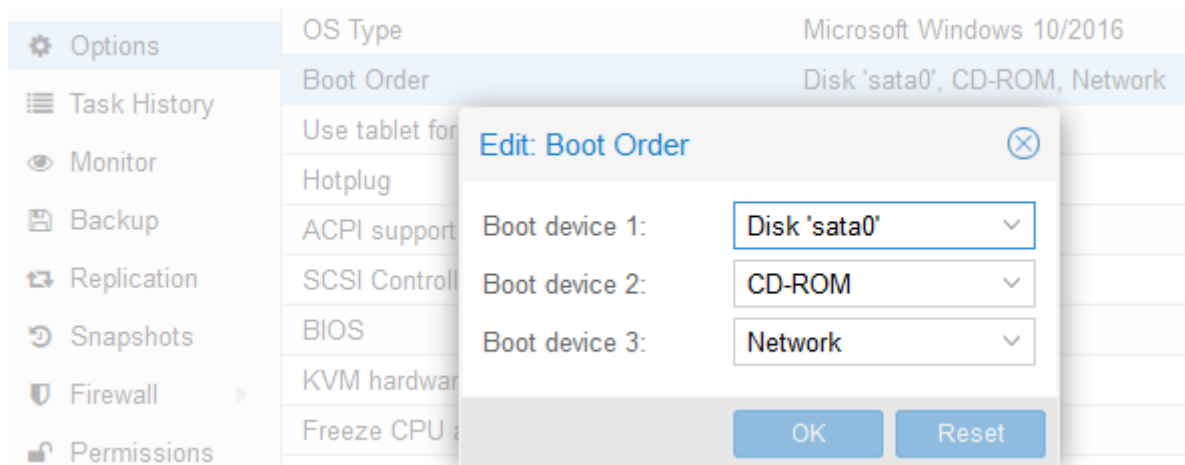 Options
Task History
Monitor
Backup
Replication
Snapshots
Firewall
Permissions
OS Type Microsoft Windows 10/2016
Boot Order Disk 'sata0', CD-ROM, Network
Use tablet for
Hotplug
ACPI support
SCSI Controll
BIOS
KVM hardwar
Freeze CPU a
Edit: Boot Order
Boot device 1: Disk 'sata0'
Boot device 2: CD-ROM
Boot device 3: Network
OK Reset